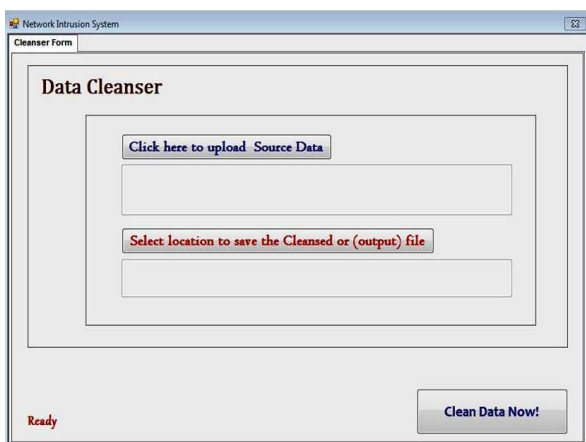 Network Intrusion System
Cleanser Form
Data Cleanser
Click here to upload Source Data
Select location to save the Cleansed or (output) file
Clean Data Now!
Ready